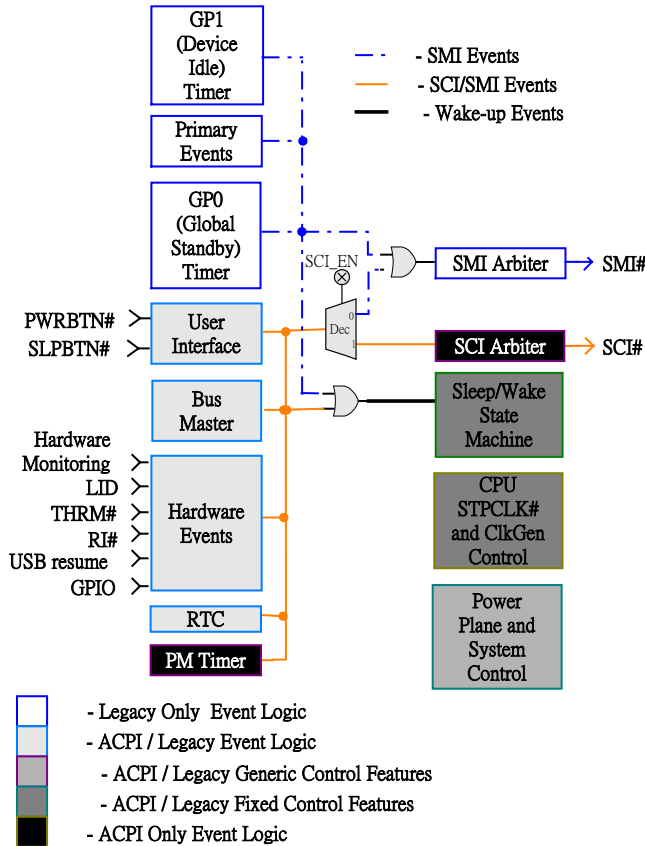 GP1
(Device
Idle)
Timer
- SMI Events
- SCI/SMI Events
- Wake-up Events
Primary
Events
GP0
(Global
Standby)
Timer
SCI_EN
SMI Arbiter
SMI#
PWRBTN#
SLPBTN#
User
Interface
0
Dec
1
SCI Arbiter
SCI#
Bus
Master
Sleep/Wake
State
Machine
Hardware
Monitoring
LID
THRM#
RI#
USB resume
GPIO
Hardware
Events
CPU
STPCLK#
and ClkGen
Control
RTC
PM Timer
Power
Plane and
System
Control
- Legacy Only Event Logic
- ACPI / Legacy Event Logic
- ACPI / Legacy Generic Control Features
- ACPI / Legacy Fixed Control Features
- ACPI Only Event Logic